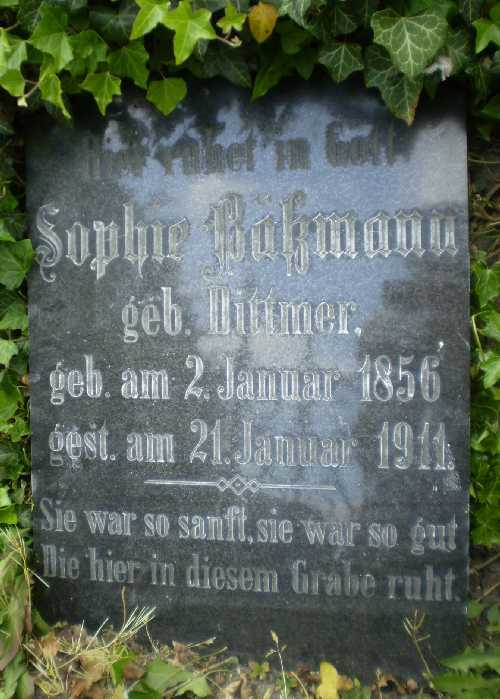 Hier ruhet in Gott
Sophie Bäkmann
geb. Dittmer,
geb. am 2. Januar 1856
gest. am 21. Januar 1911.
Sie war so sanft, sie war so gut
Die hier in diesem Grabe ruht.